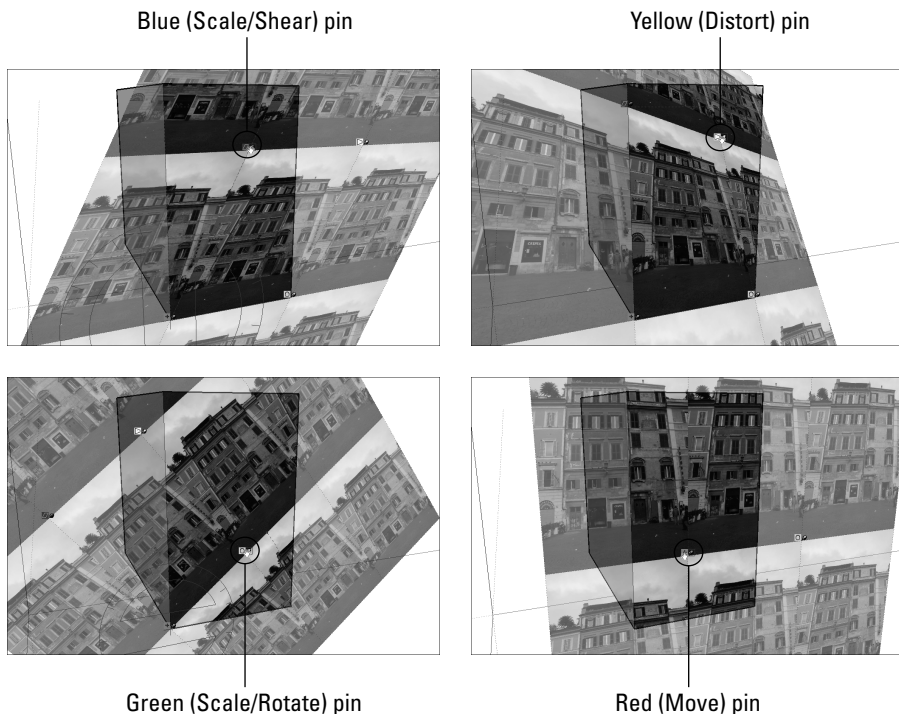 Blue (Scale/Shear) pin
Yellow (Distort) pin
Green (Scale/Rotate) pin
Red (Move) pin